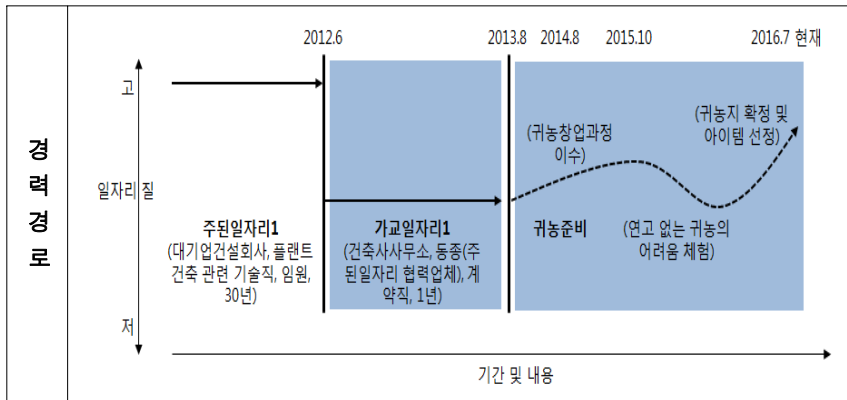 2012.6
2013.8
2014.8
2015.10
2016.7 현재
경
력
경
로
고
일자리 질
저
주된일자리1
(대기업건설회사, 플랜트
건축 관련 기술직, 임원,
30년)
가교일자리1
(건축사사무소, 동종(주
된일자리 협력업체), 계
약직, 1년)
(귀농창업과정
이수)
귀농준비
(연고 없는 귀농의
어려움 체험)
(귀농지 확정 및
아이템 선정)
기간 및 내용